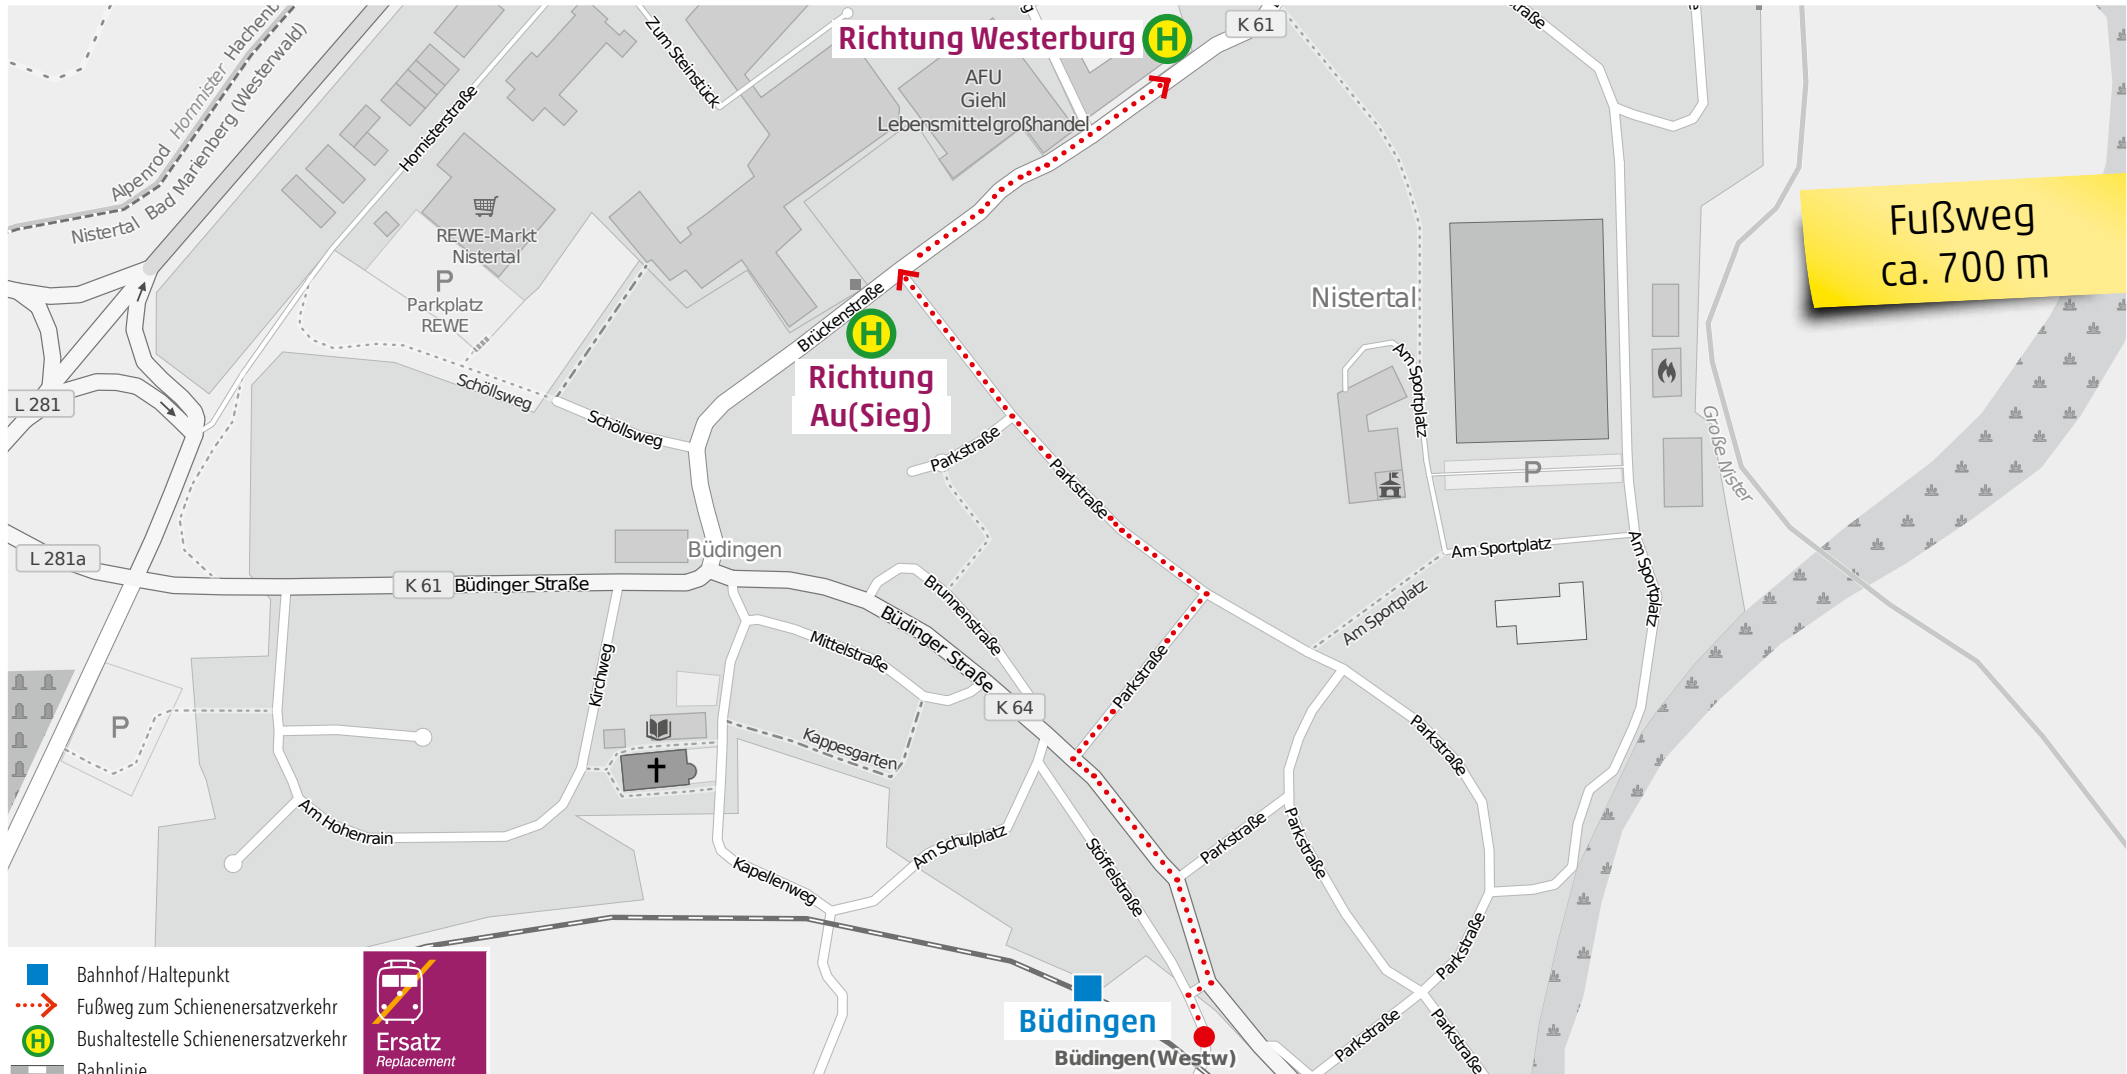 Richtung Westerburg
H
K 61
AFU
Giehl
Lebensmittelgroßhandel
Zum Steinstück
Hornisterstraße
Alpenrod
Hornister
Nistertal
Bad Marienberg (Westerwald)
REWE-Markt
Nistertal
P
Parkplatz
REWE
Fußweg
ca. 700 m
Nistertal
Brückenstraße
H
Richtung
Au(Sieg)
L 281
Schöllsweg
Schöllsweg
Parkstraße
Parkstraße
Am Sportplatz
P
Große Nister
Am Sportplatz
Am Sportplatz
Am Sportplatz
L 281a
Büdingen
K 61
Büdinger Straße
Brunnenstraße
Büdinger Straße
Mittelstraße
Kirchweg
Parkstraße
K 64
P
Kappesgarten
Parkstraße
Am Hohenrain
Am Schulplatz
Kapellenweg
Stöffelstraße
Parkstraße
Parkstraße
Parkstraße
Parkstraße
Parkstraße
Büdingen
Büdingen(Westw)
Bahnhof/Haltepunkt
Fußweg zum Schienenersatzverkehr
H
Bushaltestelle Schienenersatzverkehr
Bahnlinie
Ersatz
Replacement